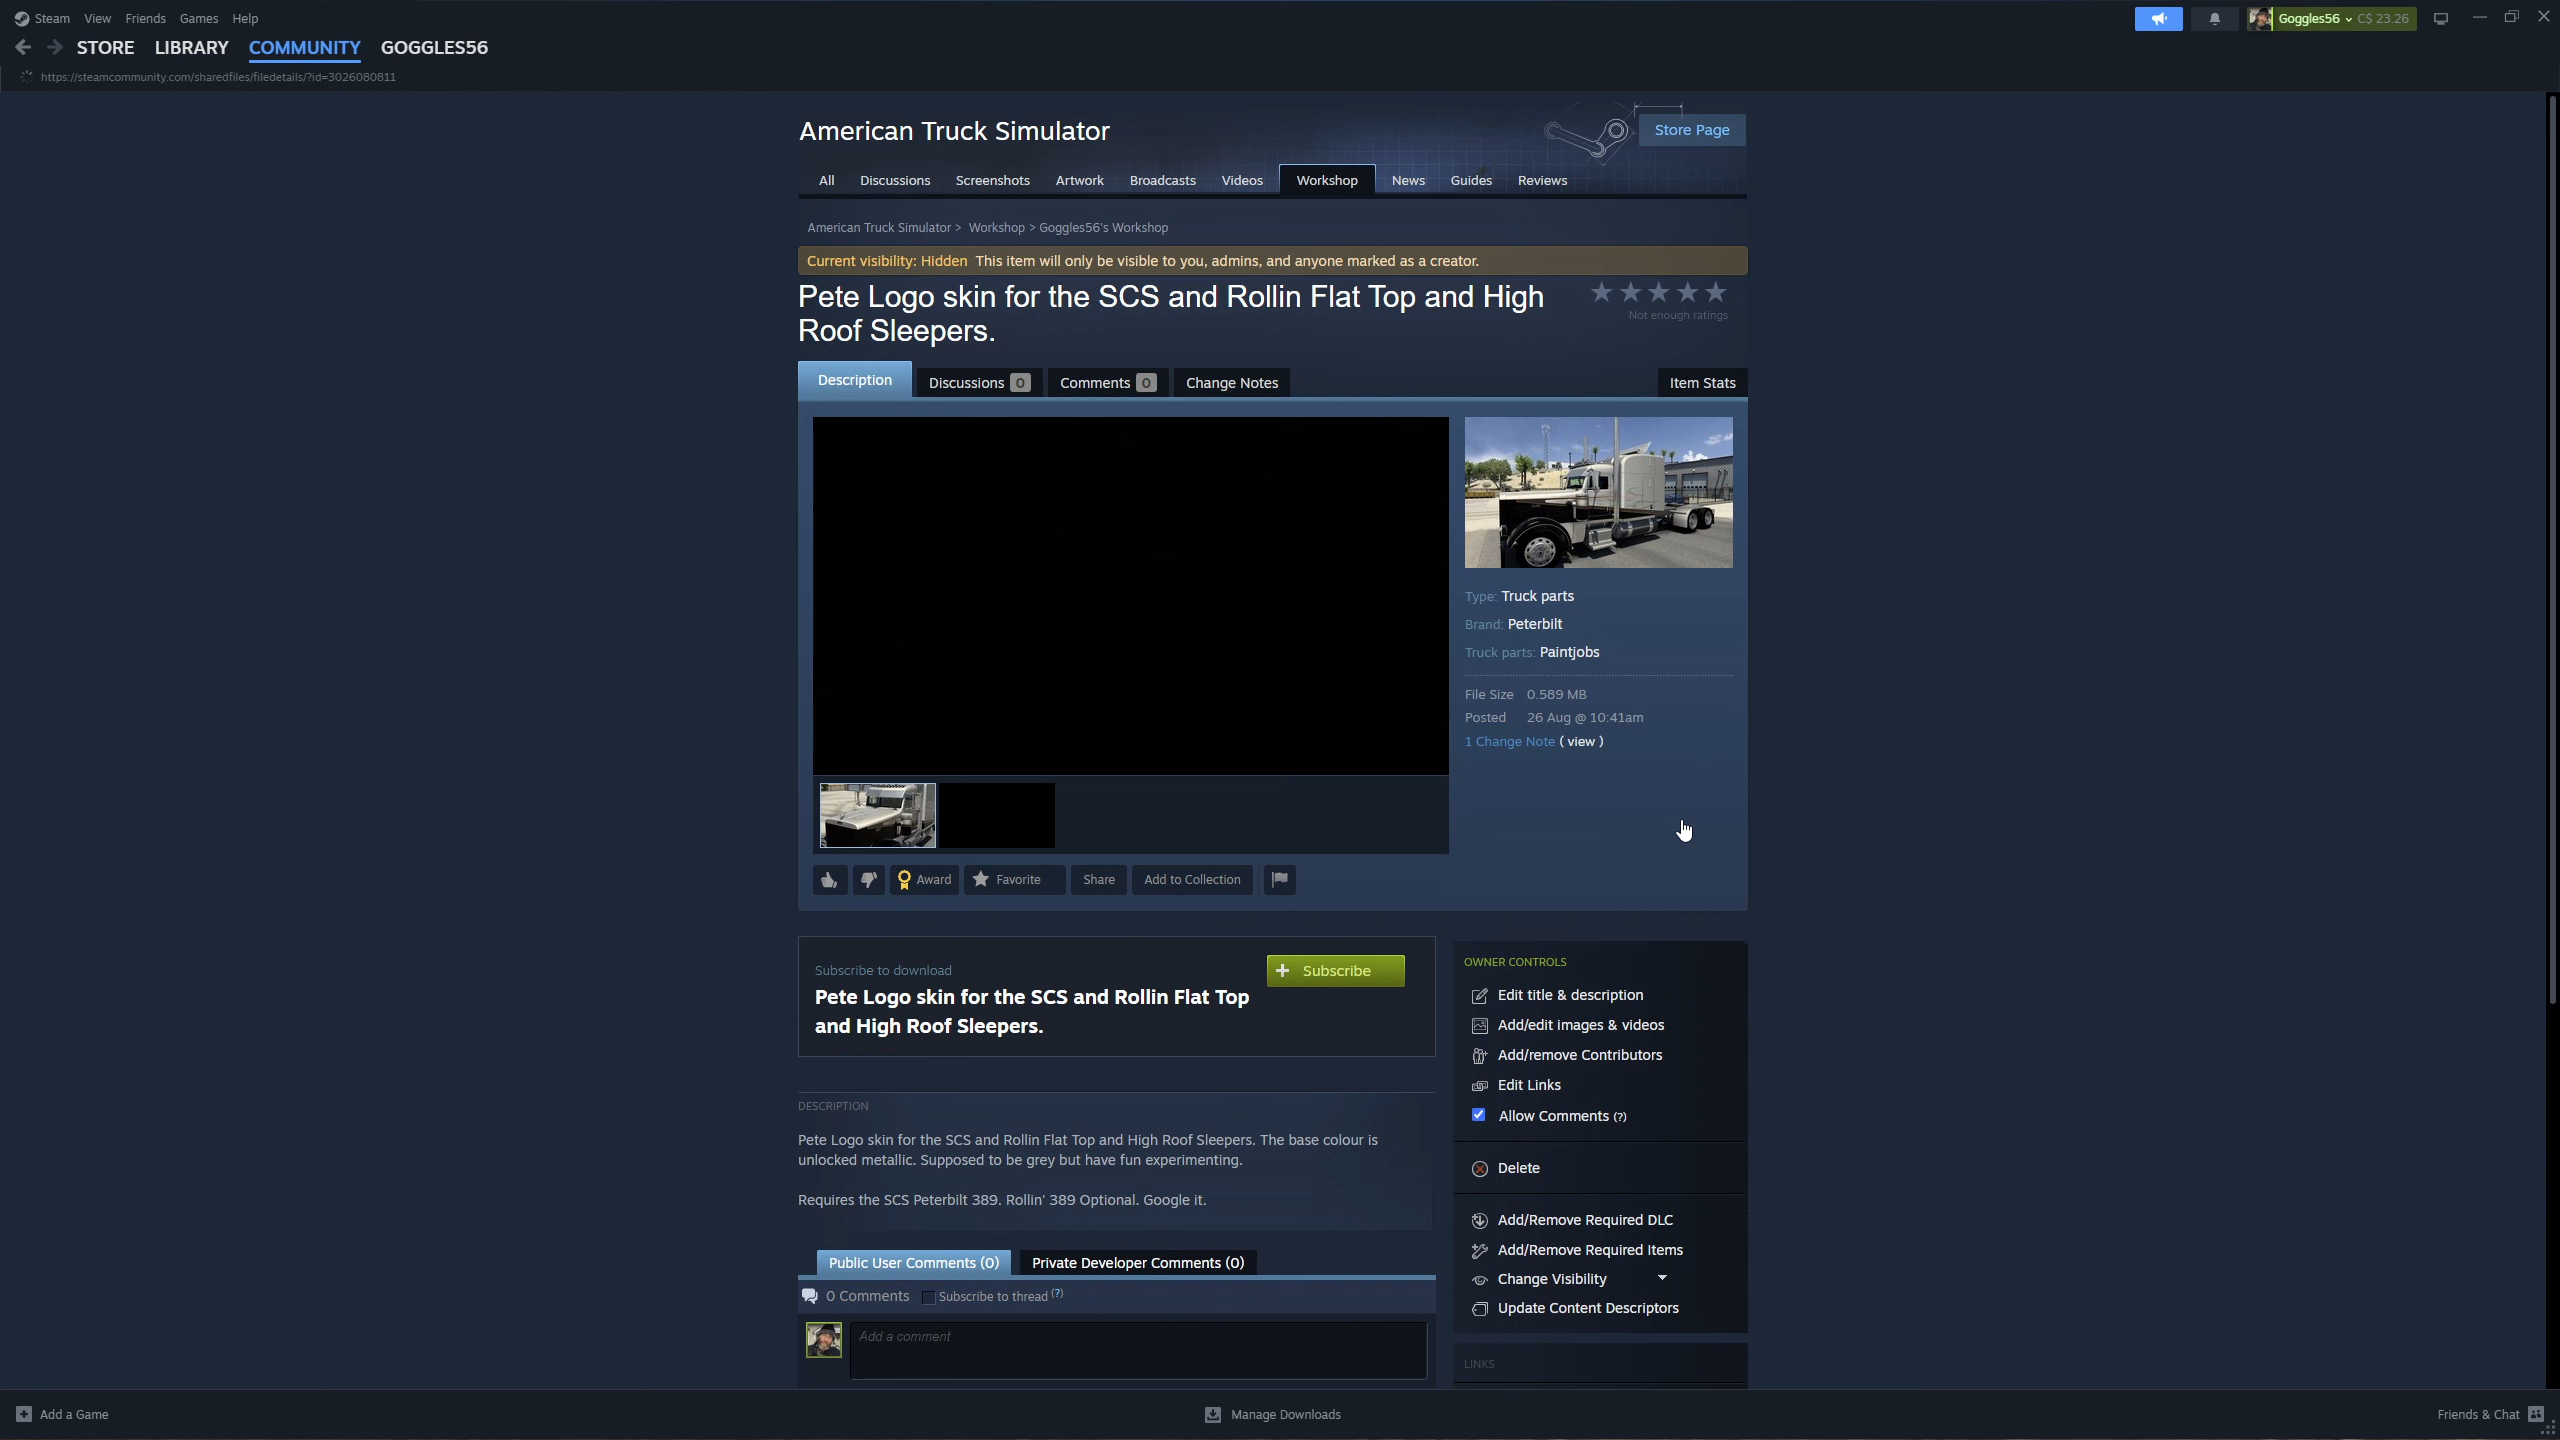 Steam View Friends Games Help
Goggles56 C$ 23.26
STORE LIBRARY COMMUNITY GOGGLES56
https://steamcommunity.com/sharedfiles/filedetails/?id=3026080811
American Truck Simulator
Store Page
All Discussions Screenshots Artwork Broadcasts Videos Workshop News Guides Reviews
American Truck Simulator > Workshop > Goggles56's Workshop
Current visibility: Hidden This item will only be visible to you, admins, and anyone marked as a creator.
Pete Logo skin for the SCS and Rollin Flat Top and High
Roof Sleepers.
Not enough ratings
Description Discussions 0 Comments 0 Change Notes Item Stats
Type: Truck parts
Brand: Peterbilt
Truck parts: Paintjobs
File Size 0.589 MB
Posted 26 Aug @ 10:41am
1 Change Note ( view )
Award Favorite Share Add to Collection
Subscribe to download
Pete Logo skin for the SCS and Rollin Flat Top
and High Roof Sleepers.
Subscribe
DESCRIPTION
Pete Logo skin for the SCS and Rollin Flat Top and High Roof Sleepers. The base colour is
unlocked metallic. Supposed to be grey but have fun experimenting.
Requires the SCS Peterbilt 389. Rollin' 389 Optional. Google it.
Public User Comments (0) Private Developer Comments (0)
0 Comments Subscribe to thread (?)
Add a comment
OWNER CONTROLS
Edit title & description
Add/edit images & videos
Add/remove Contributors
Edit Links
Allow Comments (?)
Delete
Add/Remove Required DLC
Add/Remove Required Items
Change Visibility
Update Content Descriptors
LINKS
Add a Game
Manage Downloads
Friends & Chat